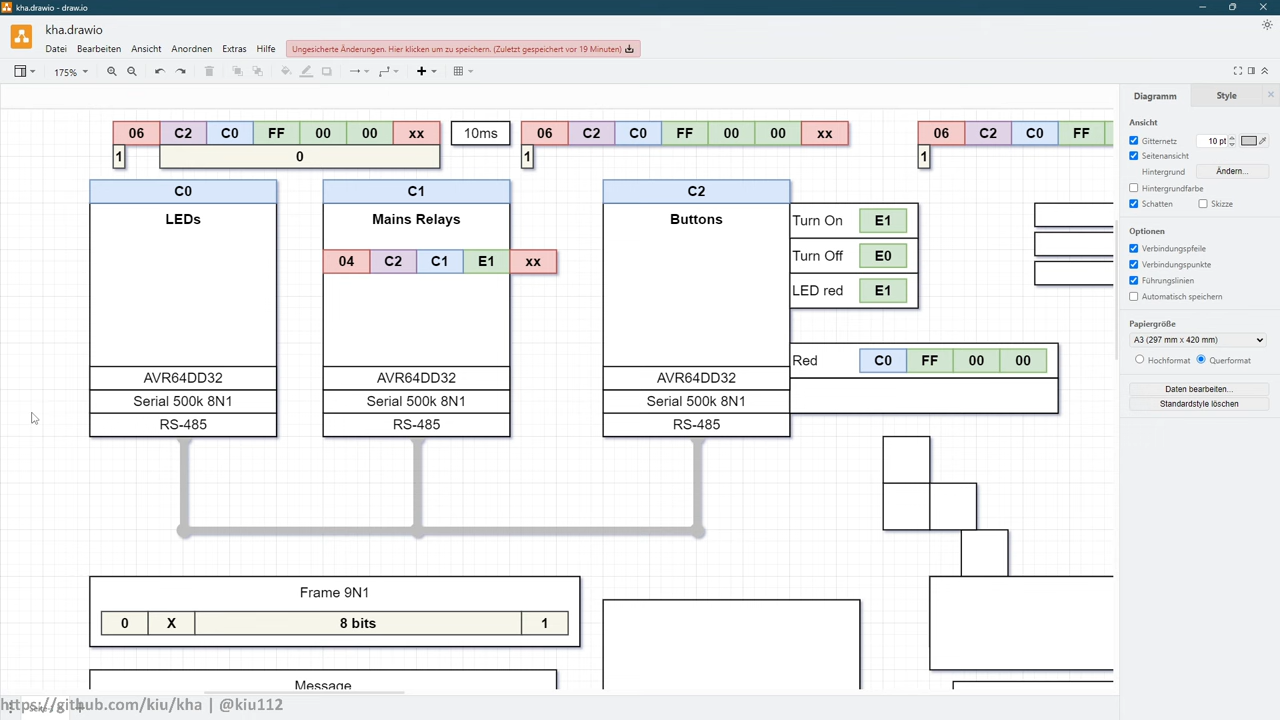 kha.drawio - draw.io
kha.drawio
Datei Bearbeiten Ansicht Anordnen Extras Hilfe
Ungesicherte Änderungen. Hier klicken um zu speichern. (Zuletzt gespeichert vor 19 Minuten)
175%
06 C2 C0 FF 00 00 xx 10ms 06 C2 C0 FF 00 00 xx 06 C2 C0 FF
1 0 1 1
C0 C1 C2
LEDs Mains Relays Buttons
Turn On E1
Turn Off E0
LED red E1
04 C2 C1 E1 xx
Red C0 FF 00 00
AVR64DD32 AVR64DD32 AVR64DD32
Serial 500k 8N1 Serial 500k 8N1 Serial 500k 8N1
RS-485 RS-485 RS-485
Frame 9N1
0 X 8 bits 1
Message
Diagramm Style
Ansicht
Gitternetz 10 pt
Seitenansicht
Hintergrund Ändern...
Hintergrundfarbe
Schatten Skizze
Optionen
Verbindungspfeile
Verbindungspunkte
Führungslinien
Automatisch speichern
Papiergröße
A3 (297 mm x 420 mm)
Hochformat Querformat
Daten bearbeiten...
Standardstyle löschen
https://github.com/kiu/kha | @kiu112